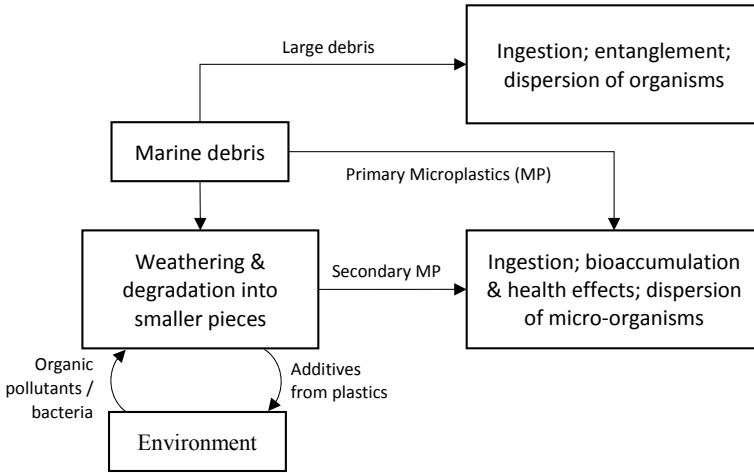 Large debris
Ingestion; entanglement;
dispersion of organisms
Marine debris
Primary Microplastics (MP)
Weathering &
degradation into
smaller pieces
Secondary MP
Ingestion; bioaccumulation
& health effects; dispersion
of micro-organisms
Organic
pollutants /
bacteria
Additives
from plastics
Environment